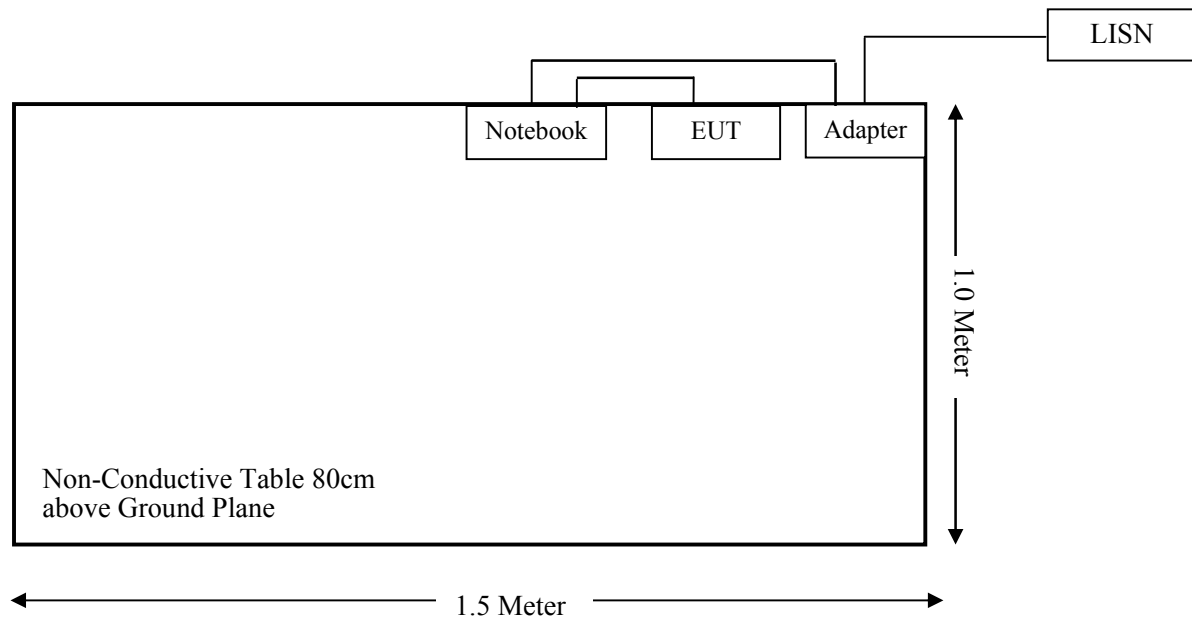 LISN
Notebook
EUT
Adapter
1.0 Meter
Non-Conductive Table 80cm
above Ground Plane
1.5 Meter